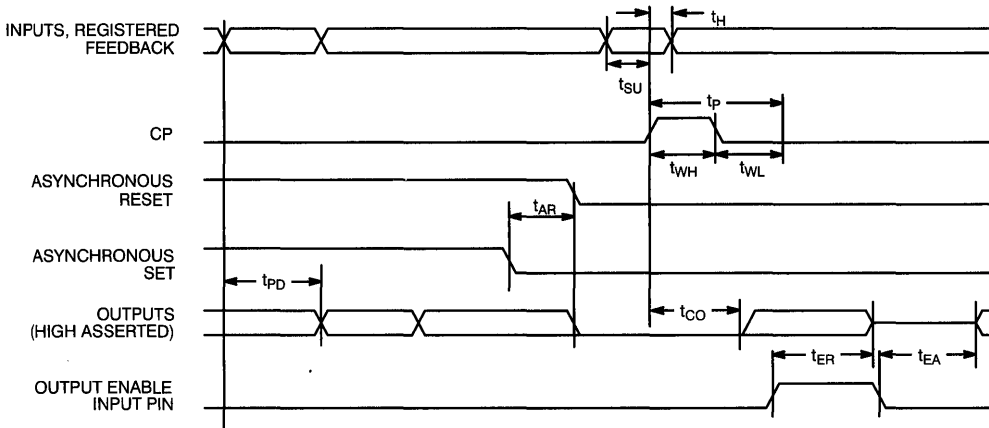 INPUTS, REGISTERED
FEEDBACK
tH
tSU
tP
CP
tWH
tWL
ASYNCHRONOUS
RESET
tAR
ASYNCHRONOUS
SET
tPD
OUTPUTS
(HIGH ASSERTED)
tCO
tER
tEA
OUTPUT ENABLE
INPUT PIN